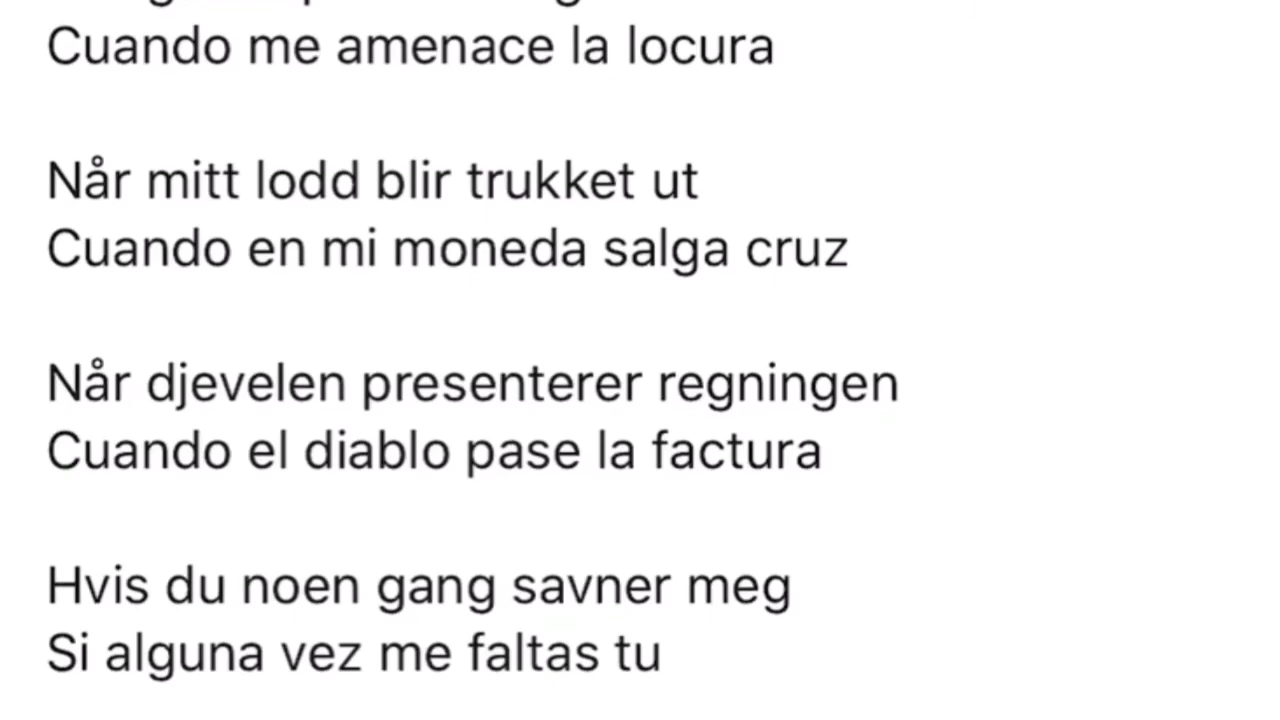 Cuando me amenace la locura
Når mitt lodd blir trukket ut
Cuando en mi moneda salga cruz
Når djevelen presenterer regningen
Cuando el diablo pase la factura
Hvis du noen gang savner meg
Si alguna vez me faltas tu